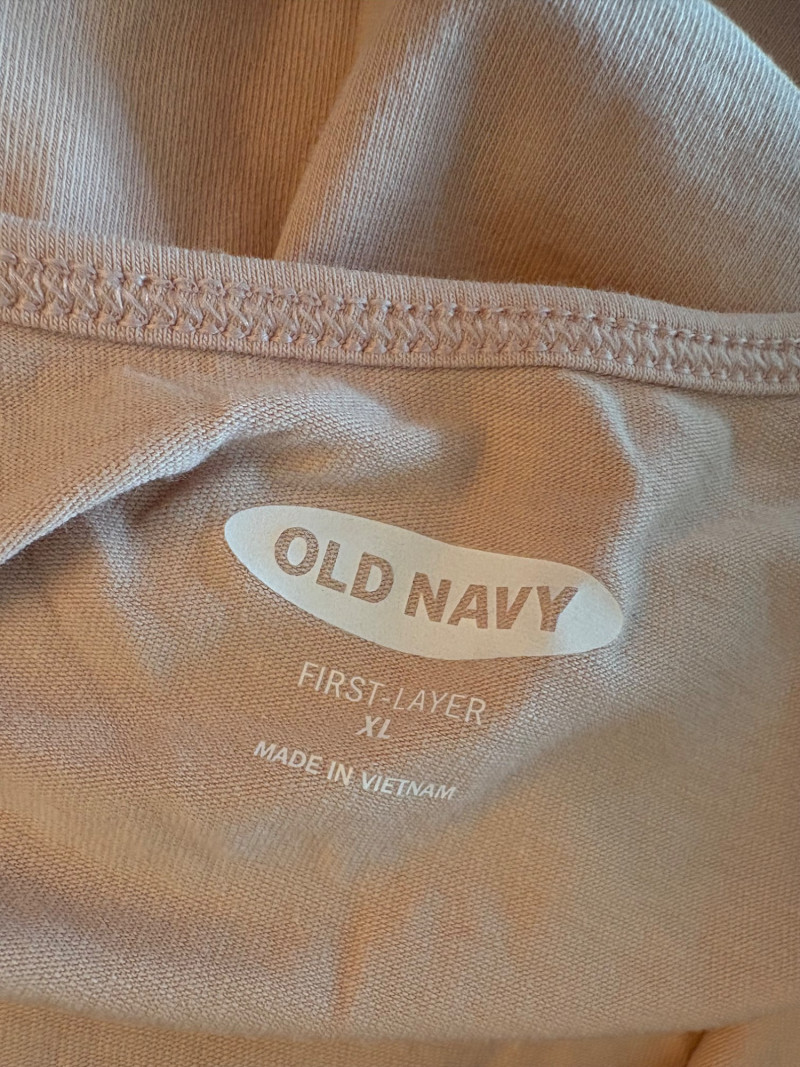 OLD NAVY
FIRST-LAYER
XL
MADE IN VIETNAM